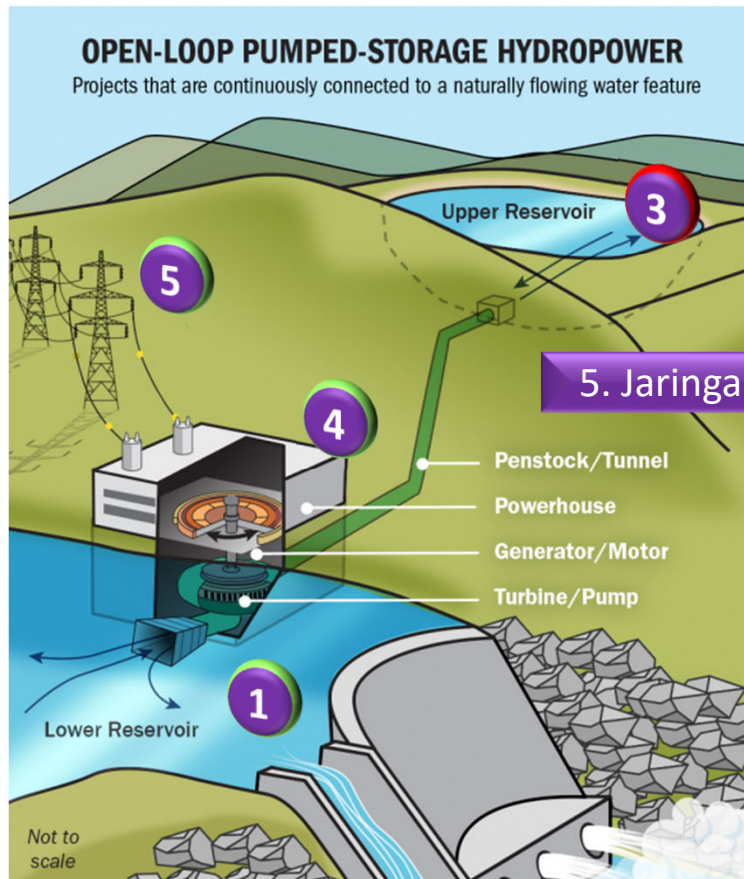 OPEN-LOOP PUMPED-STORAGE HYDROPOWER
Projects that are continuously connected to a naturally flowing water feature
Upper Reservoir
3
5
5. Jaringa
4
Penstock/Tunnel
Powerhouse
Generator/Motor
Turbine/Pump
1
Lower Reservoir
Not to
scale